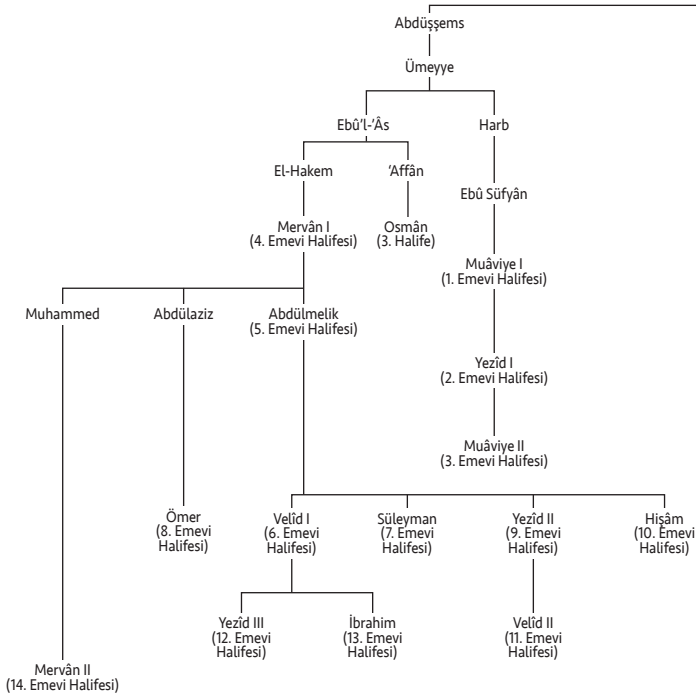 Abdüşşems
Ümeyye
Ebû’l-‘Âs
Harb
El-Hakem
‘Affân
Ebû Süfyân
Mervân I
(4. Emevi Halifesi)
Osmân
(3. Halife)
Muâviye I
(1. Emevi Halifesi)
Muhammed
Abdülaziz
Abdülmelik
(5. Emevi Halifesi)
Yezîd I
(2. Emevi Halifesi)
Muâviye II
(3. Emevi Halifesi)
Ömer
(8. Emevi
Halifesi)
Velîd I
(6. Emevi
Halifesi)
Süleyman
(7. Emevi
Halifesi)
Yezîd II
(9. Emevi
Halifesi)
Hişâm
(10. Emevi
Halifesi)
Yezîd III
(12. Emevi
Halifesi)
İbrahim
(13. Emevi
Halifesi)
Velîd II
(11. Emevi
Halifesi)
Mervân II
(14. Emevi Halifesi)